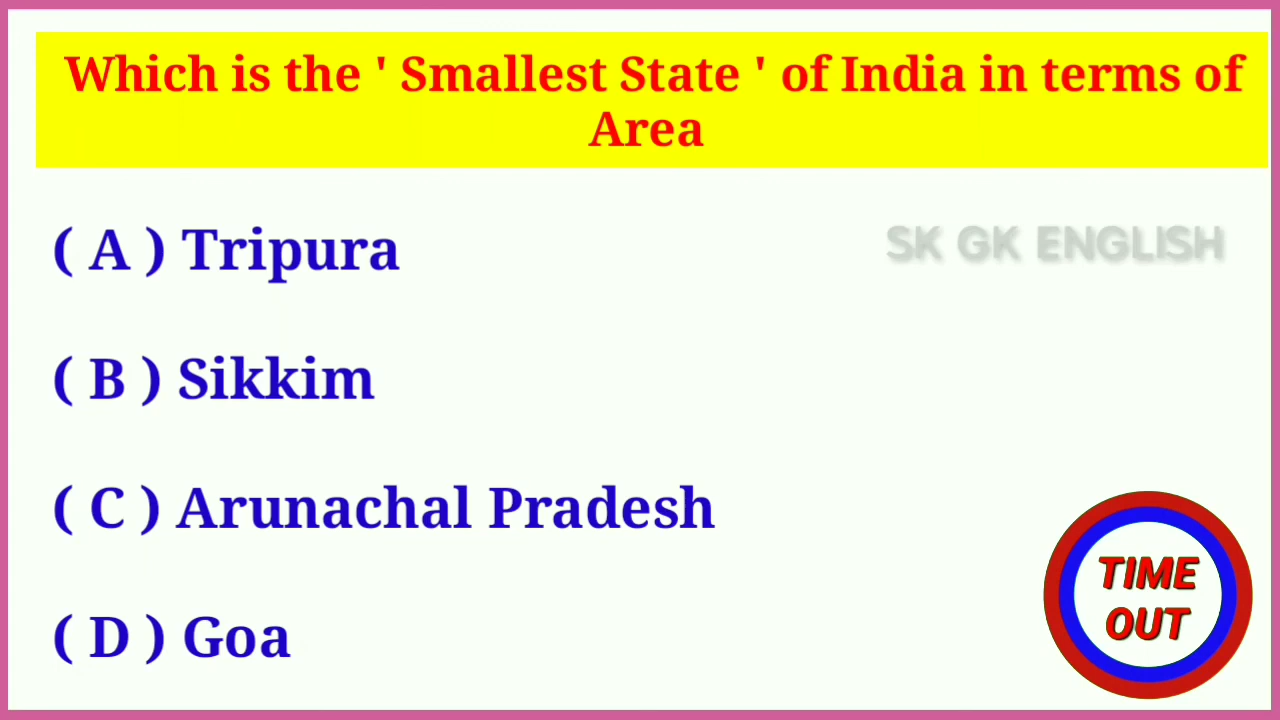 Which is the ' Smallest State ' of India in terms of
Area
( A ) Tripura
SK GK ENGLISH
( B ) Sikkim
( C ) Arunachal Pradesh
( D ) Goa
TIME
OUT